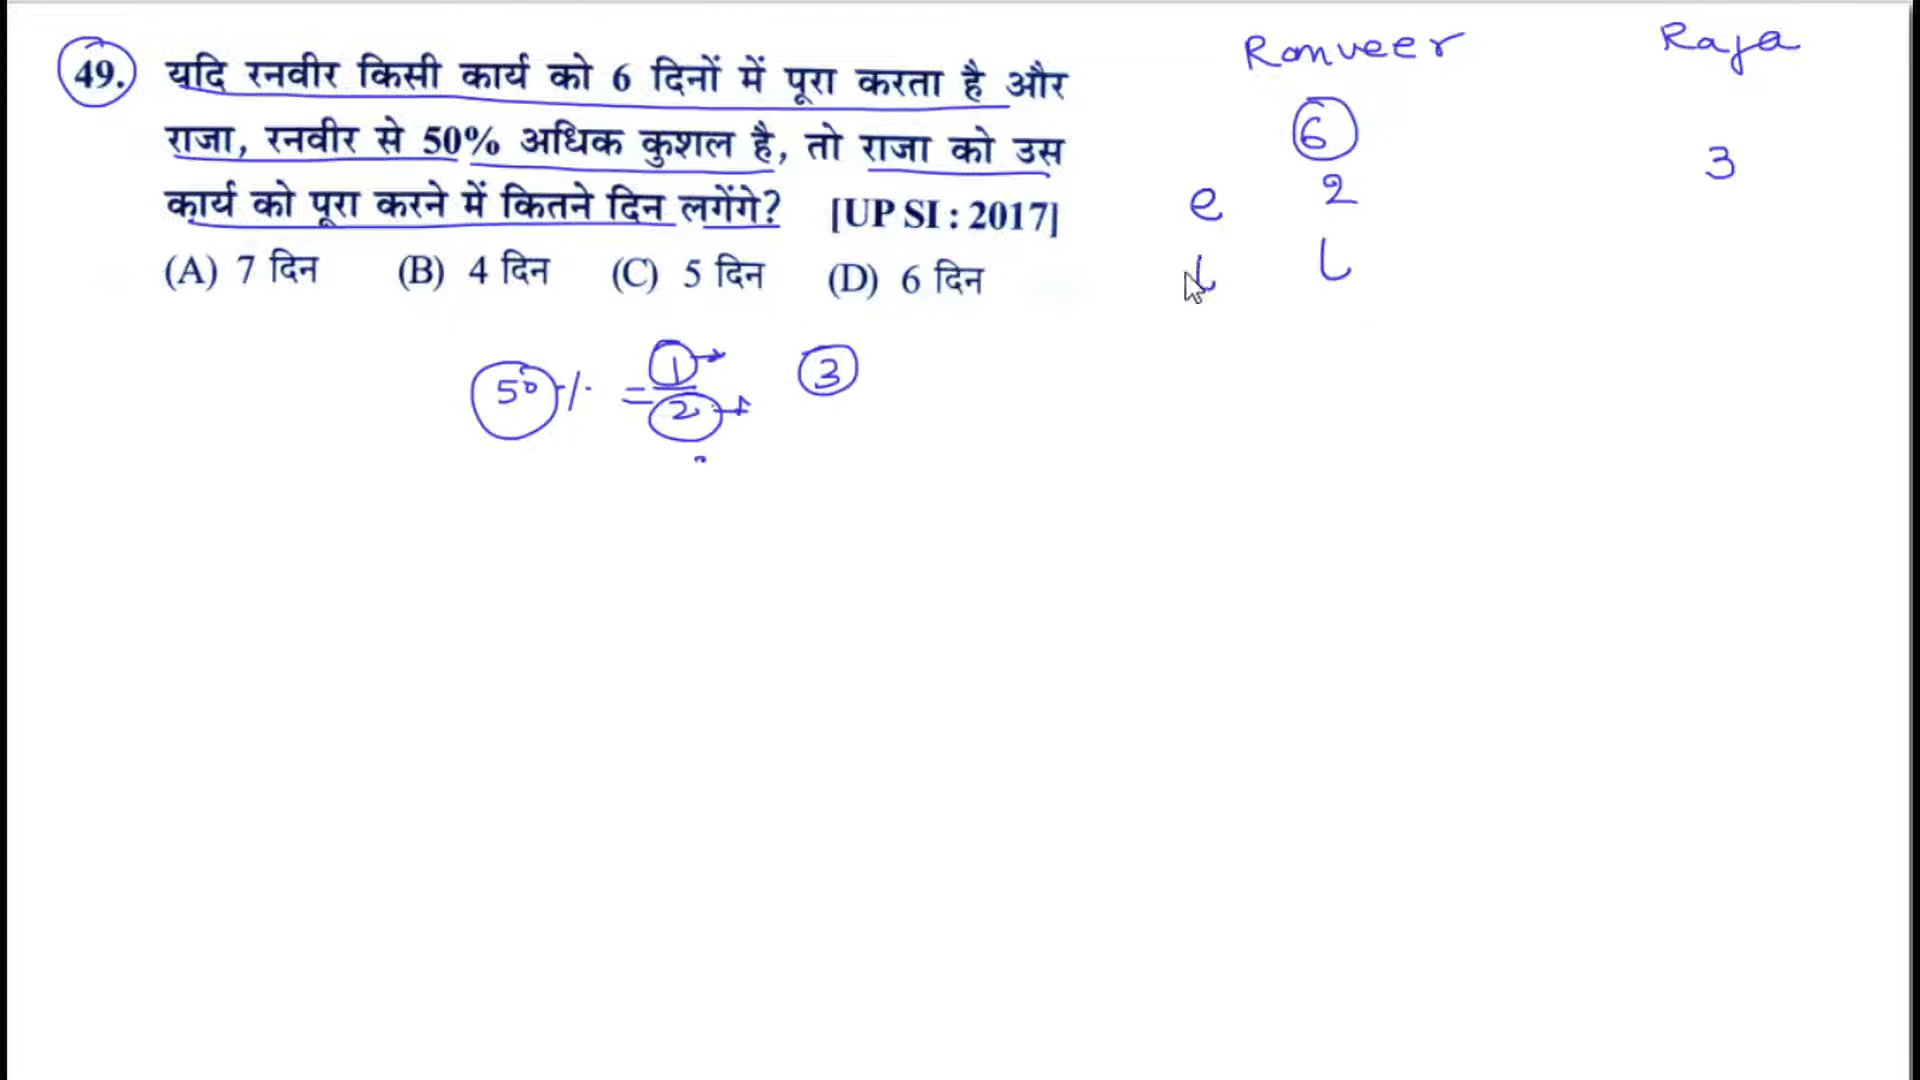 49. यदि रनवीर किसी कार्य को 6 दिनों में पूरा करता है और
राजा, रनवीर से 50% अधिक कुशल है, तो राजा को उस
कार्य को पूरा करने में कितने दिन लगेंगे? [UP SI : 2017]
(A) 7 दिन (B) 4 दिन (C) 5 दिन (D) 6 दिन
Ranveer Raja
6
e 2 3
t
50% = 1/2 3